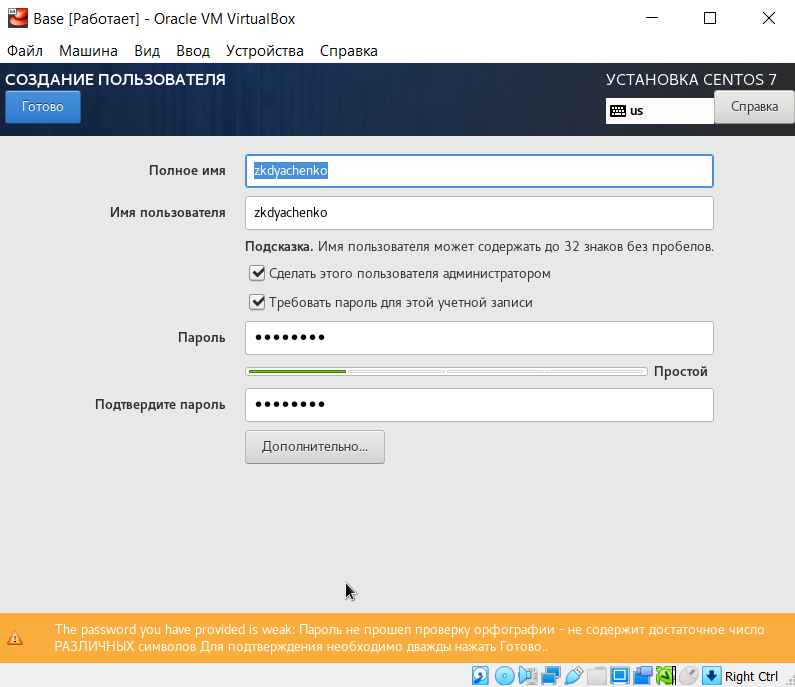 Base [Работает] - Oracle VM VirtualBox
Файл Машина Вид Ввод Устройства Справка
СОЗДАНИЕ ПОЛЬЗОВАТЕЛЯ
УСТАНОВКА CENTOS 7
Готово
us
Справка
Полное имя zkdyachenko
Имя пользователя zkdyachenko
Подсказка. Имя пользователя может содержать до 32 знаков без пробелов.
Сделать этого пользователя администратором
Требовать пароль для этой учетной записи
Пароль ••••••••
Простой
Подтвердите пароль ••••••••
Дополнительно...
The password you have provided is weak: Пароль не прошел проверку орфографии - не содержит достаточное число
РАЗЛИЧНЫХ символов Для подтверждения необходимо дважды нажать Готово..
Right Ctrl